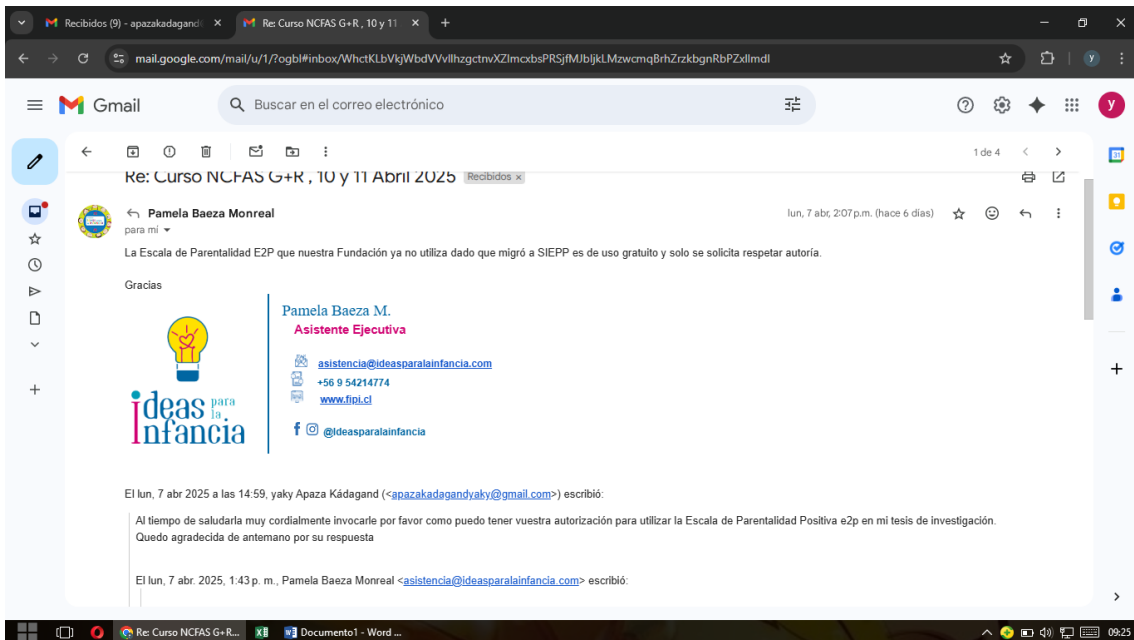 Recibidos (9) - apazakadagand
Re: Curso NCFAS G+R , 10 y 11
mail.google.com/mail/u/1/?ogbl#inbox/WhctKLbVkjWbdVVvllhzgctnvXZlmcxbsPRSjfMJbljkLMzwcmqBrhZrzkbgnRbPZxllmdl
y
Gmail
Buscar en el correo electrónico
y
1 de 4
31
Re: Curso NCFAS G+R , 10 y 11 Abril 2025 Recibidos x
Pamela Baeza Monreal
lun, 7 abr, 2:07 p.m. (hace 6 días)
para mí
La Escala de Parentalidad E2P que nuestra Fundación ya no utiliza dado que migró a SIEPP es de uso gratuito y solo se solicita respetar autoría.
Gracias
ideas para la infancia
Pamela Baeza M.
Asistente Ejecutiva
asistencia@ideasparalainfancia.com
+56 9 54214774
www.fipi.cl
@Ideasparalainfancia
El lun, 7 abr 2025 a las 14:59, yaky Apaza Kádagand (<apazakadagandyaky@gmail.com>) escribió:
Al tiempo de saludarla muy cordialmente invocarle por favor como puedo tener vuestra autorización para utilizar la Escala de Parentalidad Positiva e2p en mi tesis de investigación.
Quedo agradecida de antemano por su respuesta
El lun, 7 abr. 2025, 1:43 p. m., Pamela Baeza Monreal <asistencia@ideasparalainfancia.com> escribió:
Re: Curso NCFAS G+R...
Documento1 - Word ...
09:25